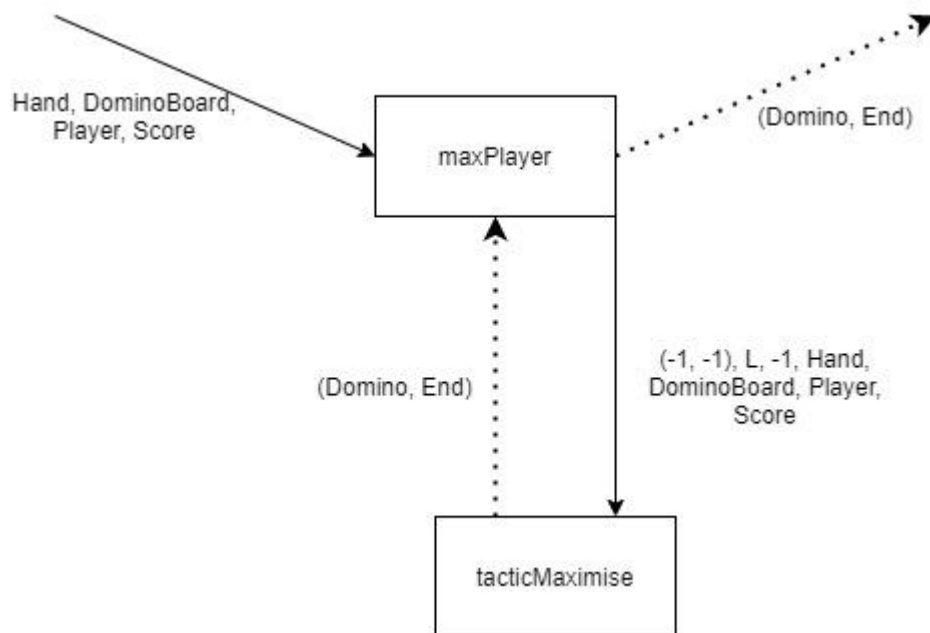 Hand, DominoBoard,
Player, Score
(Domino, End)
maxPlayer
(Domino, End)
(-1, -1), L, -1, Hand,
DominoBoard, Player,
Score
tacticMaximise